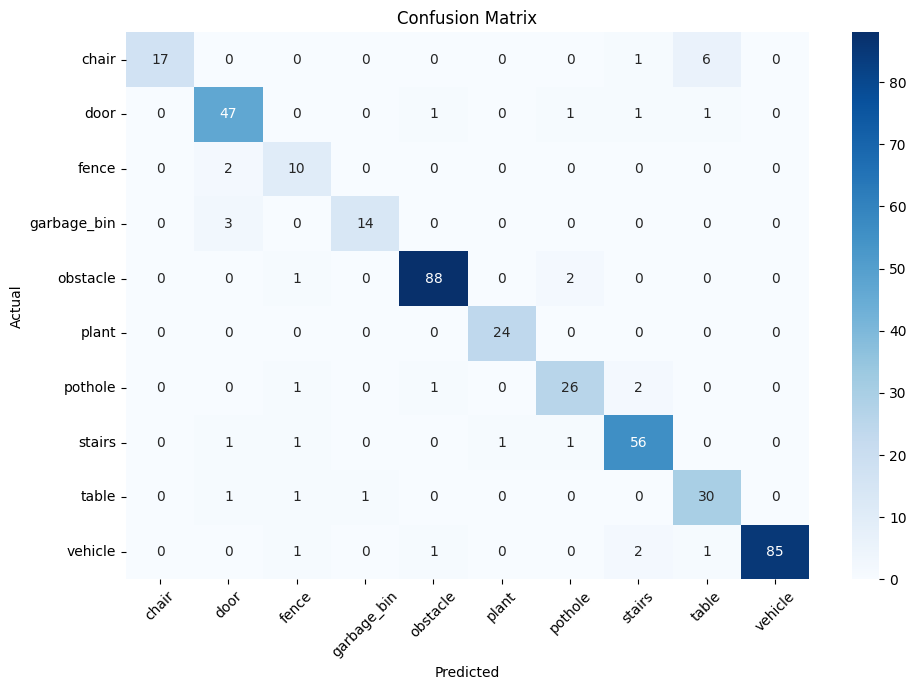 Confusion Matrix
chair 17 0 0 0 0 0 0 1 6 0
door 0 47 0 0 1 0 1 1 1 0
fence 0 2 10 0 0 0 0 0 0 0
garbage_bin 0 3 0 14 0 0 0 0 0 0
obstacle 0 0 1 0 88 0 2 0 0 0
plant 0 0 0 0 0 24 0 0 0 0
pothole 0 0 1 0 1 0 26 2 0 0
stairs 0 1 1 0 0 1 1 56 0 0
table 0 1 1 1 0 0 0 0 30 0
vehicle 0 0 1 0 1 0 0 2 1 85
chair door fence garbage_bin obstacle plant pothole stairs table vehicle
Predicted
Actual
80
70
60
50
40
30
20
10
0